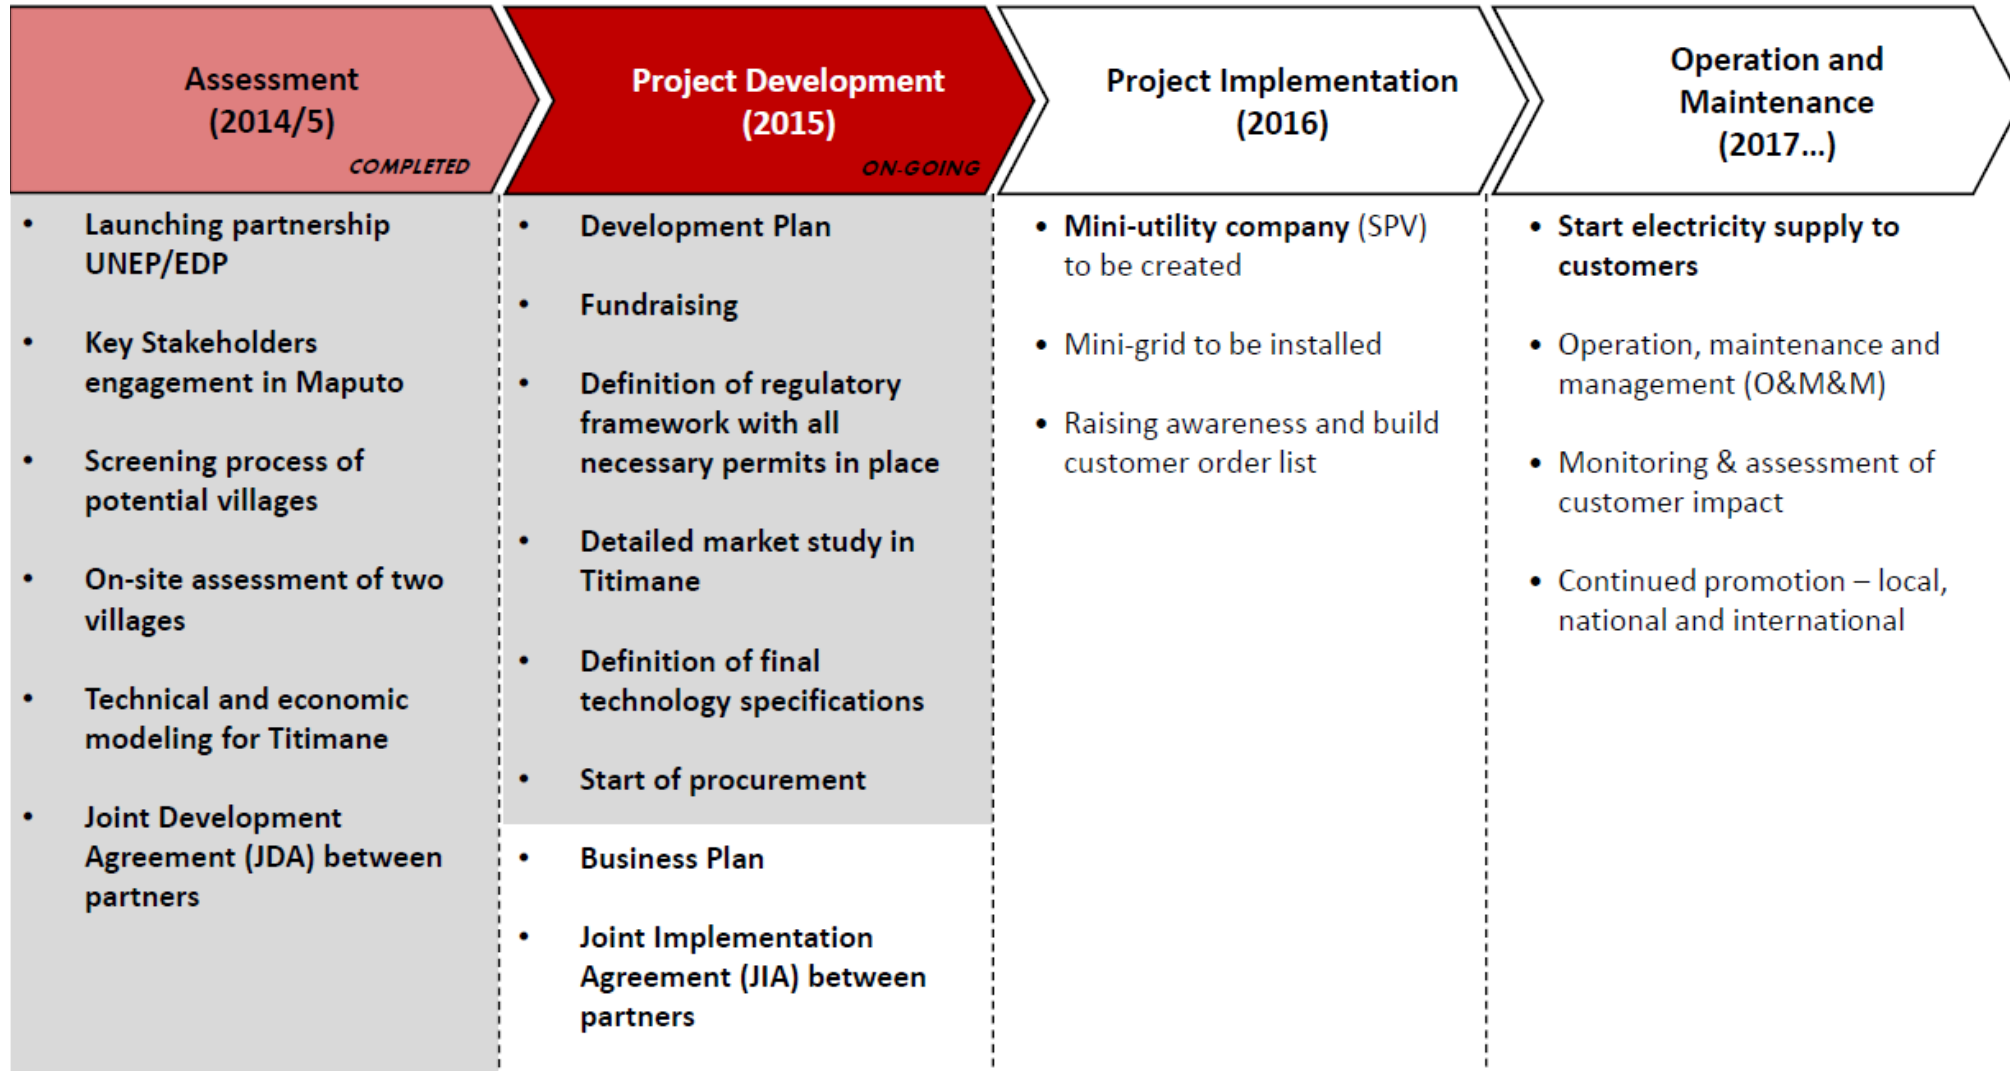 Assessment
(2014/5)
COMPLETED
• Launching partnership
UNEP/EDP
• Key Stakeholders
engagement in Maputo
• Screening process of
potential villages
• On-site assessment of two
villages
• Technical and economic
modeling for Titimane
• Joint Development
Agreement (JDA) between
partners
Project Development
(2015)
ON-GOING
• Development Plan
• Fundraising
• Definition of regulatory
framework with all
necessary permits in place
• Detailed market study in
Titimane
• Definition of final
technology specifications
• Start of procurement
• Business Plan
• Joint Implementation
Agreement (JIA) between
partners
Project Implementation
(2016)
• Mini-utility company (SPV)
to be created
• Mini-grid to be installed
• Raising awareness and build
customer order list
Operation and
Maintenance
(2017...)
• Start electricity supply to
customers
• Operation, maintenance and
management (O&M&M)
• Monitoring & assessment of
customer impact
• Continued promotion – local,
national and international